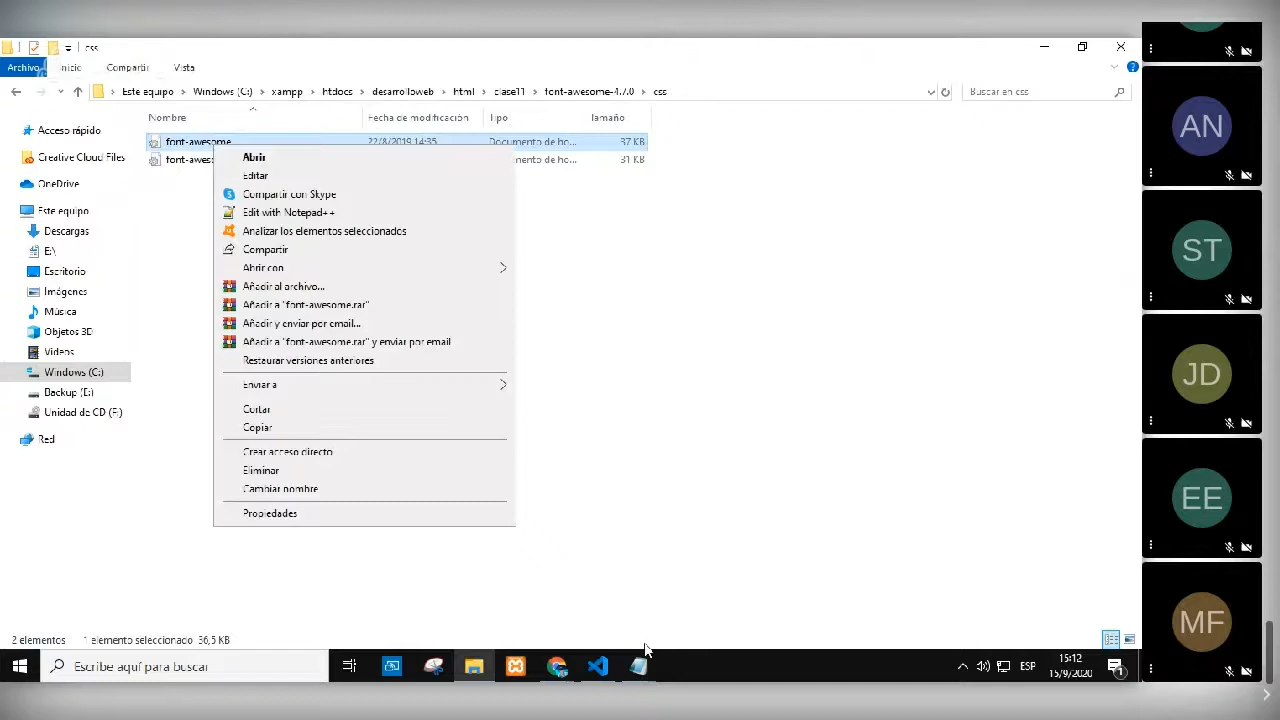 css
Archivo Inicio Compartir Vista
Este equipo Windows (C:) xampp htdocs desarrolloweb html clase11 font-awesome-4.7.0 css
Buscar en css
Nombre Fecha de modificación Tipo Tamaño
font-awesome 22/8/2019 14:35 Documento de ho... 37 KB
31 KB
Acceso rápido
Creative Cloud Files
OneDrive
Este equipo
Descargas
E:\
Escritorio
Imágenes
Música
Objetos 3D
Videos
Windows (C:)
Backup (E:)
Unidad de CD (F:)
Red
Abrir
Editar
Compartir con Skype
Edit with Notepad++
Analizar los elementos seleccionados
Compartir
Abrir con
Añadir al archivo...
Añadir a "font-awesome.rar"
Añadir y enviar por email...
Añadir a "font-awesome.rar" y enviar por email
Restaurar versiones anteriores
Enviar a
Cortar
Copiar
Crear acceso directo
Eliminar
Cambiar nombre
Propiedades
2 elementos 1 elemento seleccionado 36,5 KB
Escribe aquí para buscar
ESP
15:12
15/9/2020
1
AN
ST
JD
EE
MF